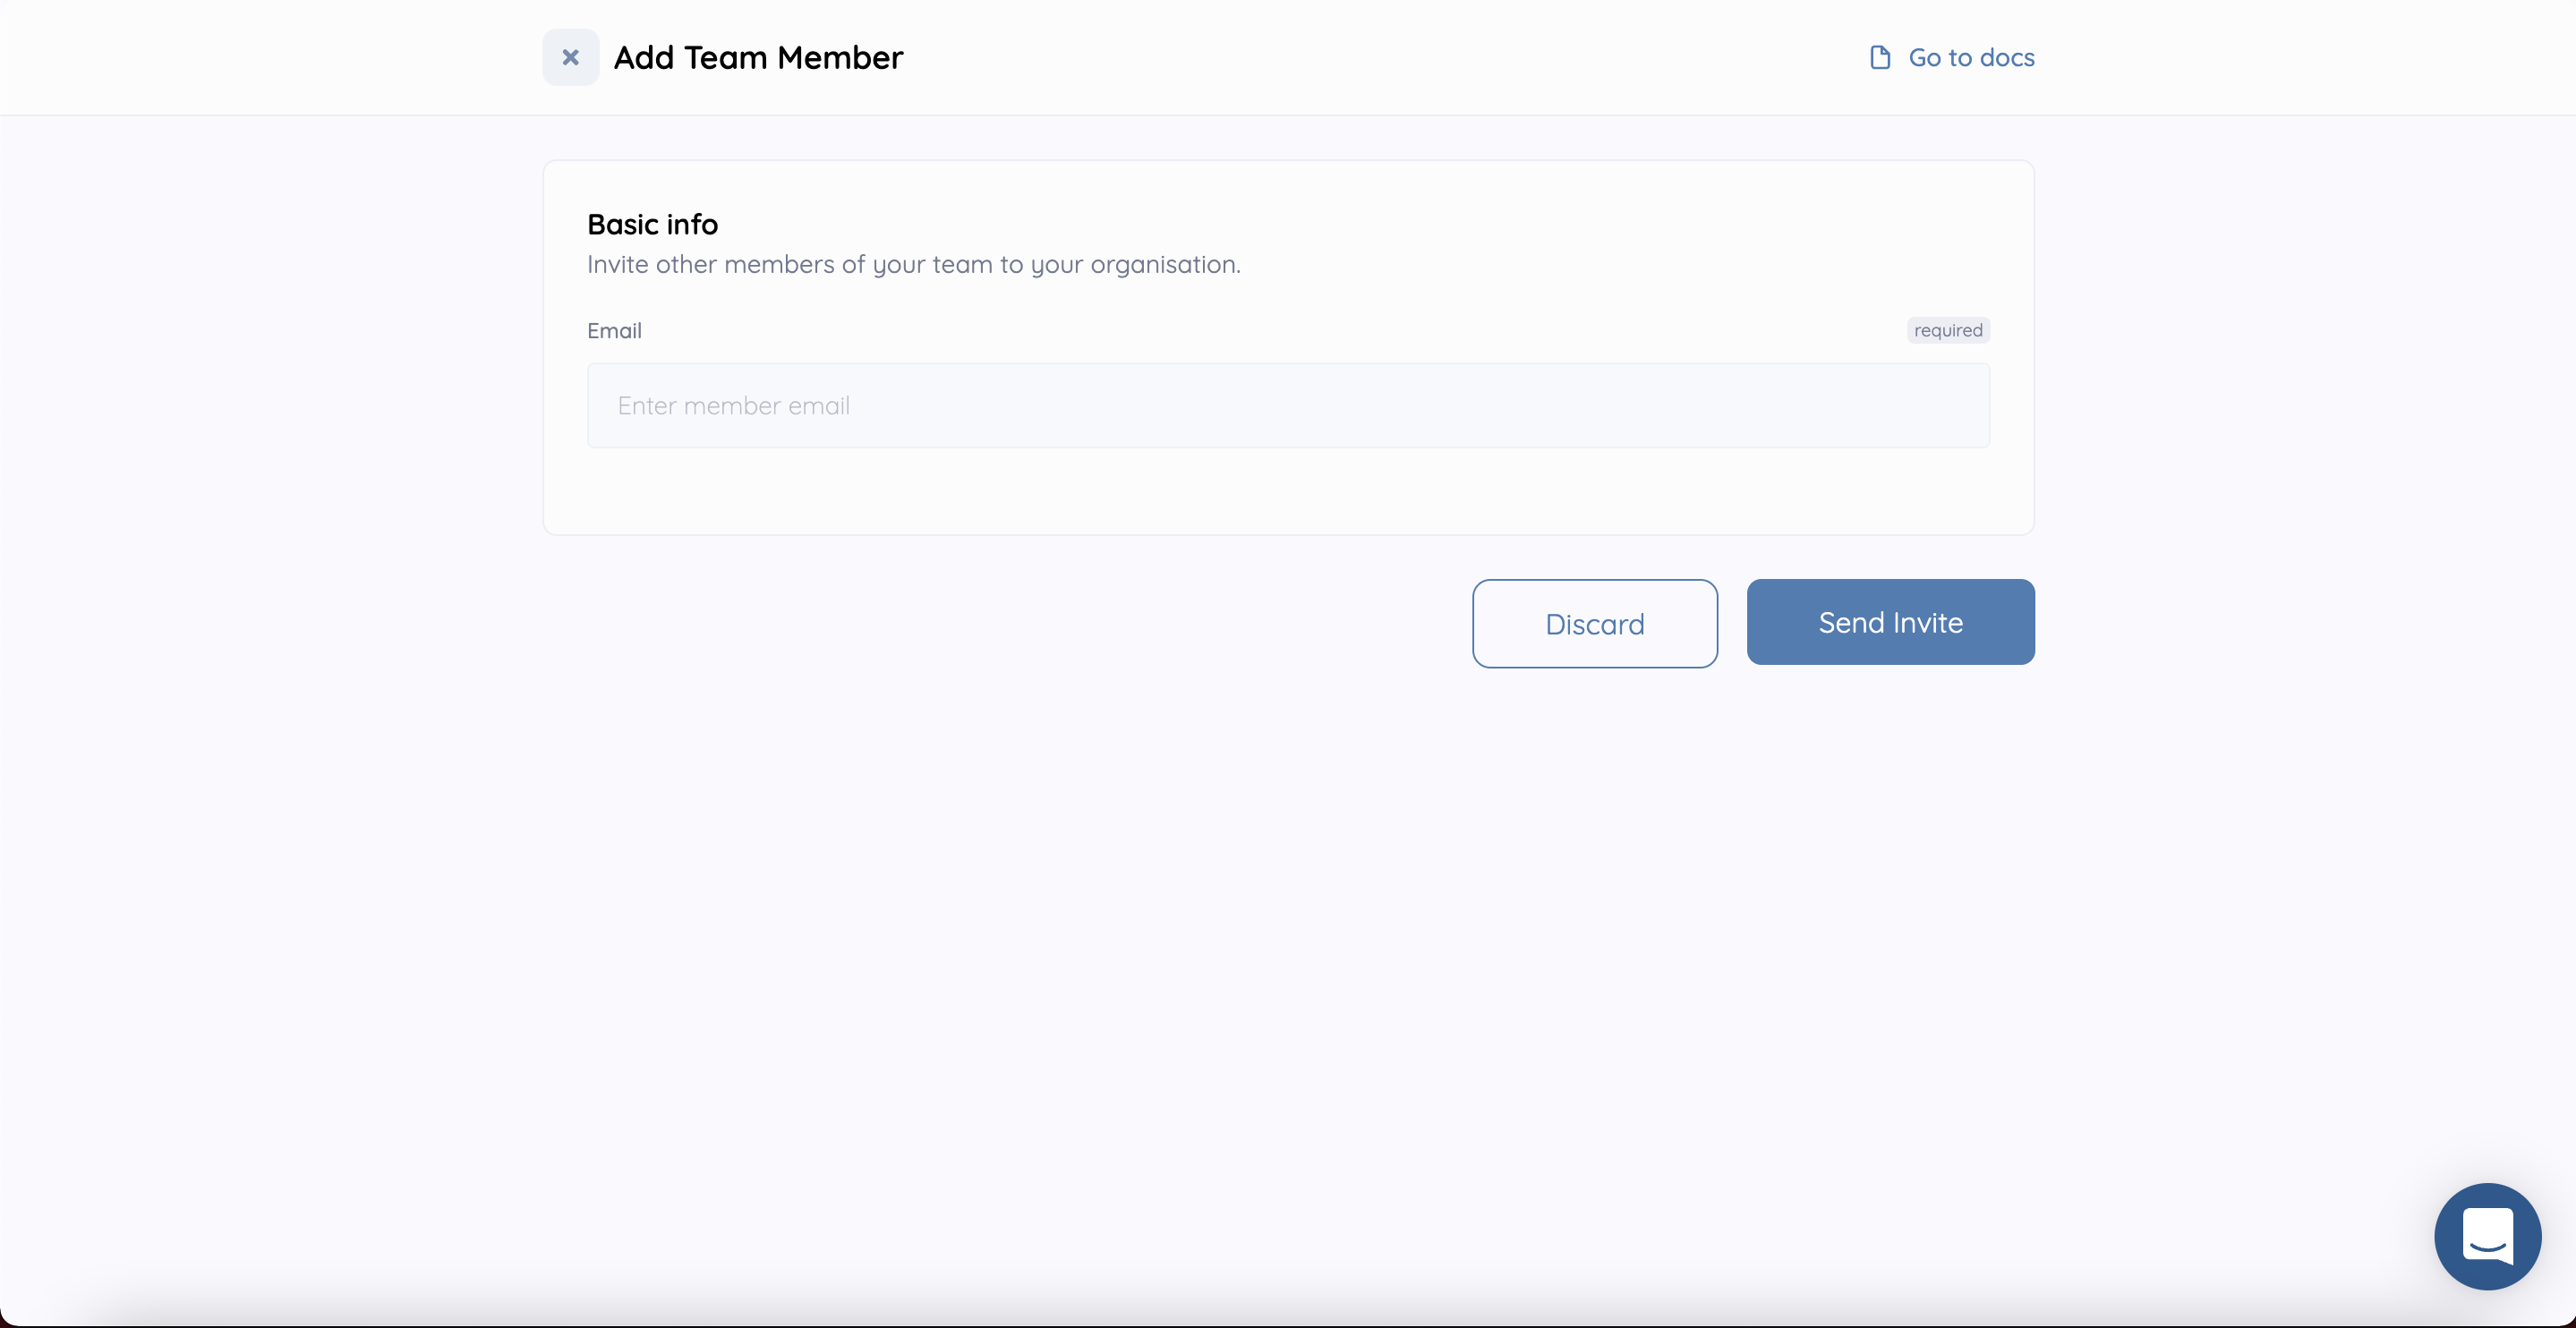 Add Team Member
Go to docs
Basic info
Invite other members of your team to your organisation.
Email
required
Enter member email
Discard
Send Invite